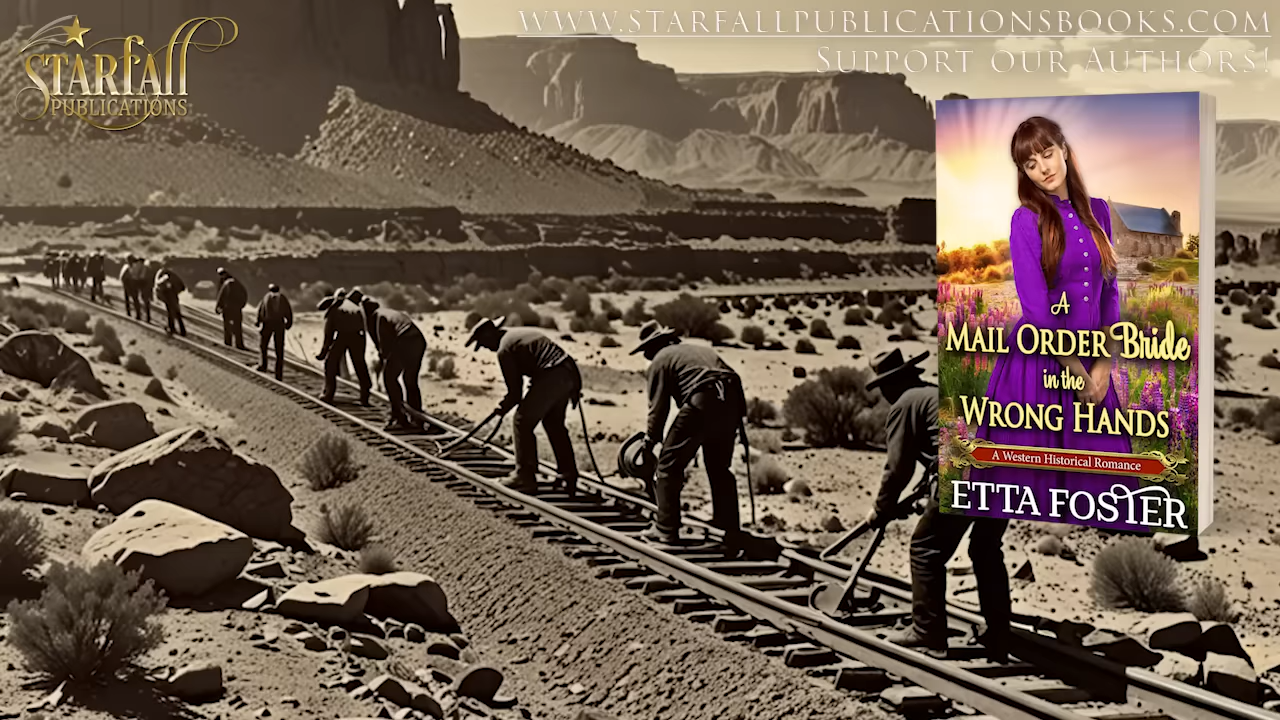 STARfall
PUBLICATIONS
www.starfallpublicationsbooks.com
Support our Authors!
A
Mail Order Bride
in the
Wrong Hands
A Western Historical Romance
Etta Foster